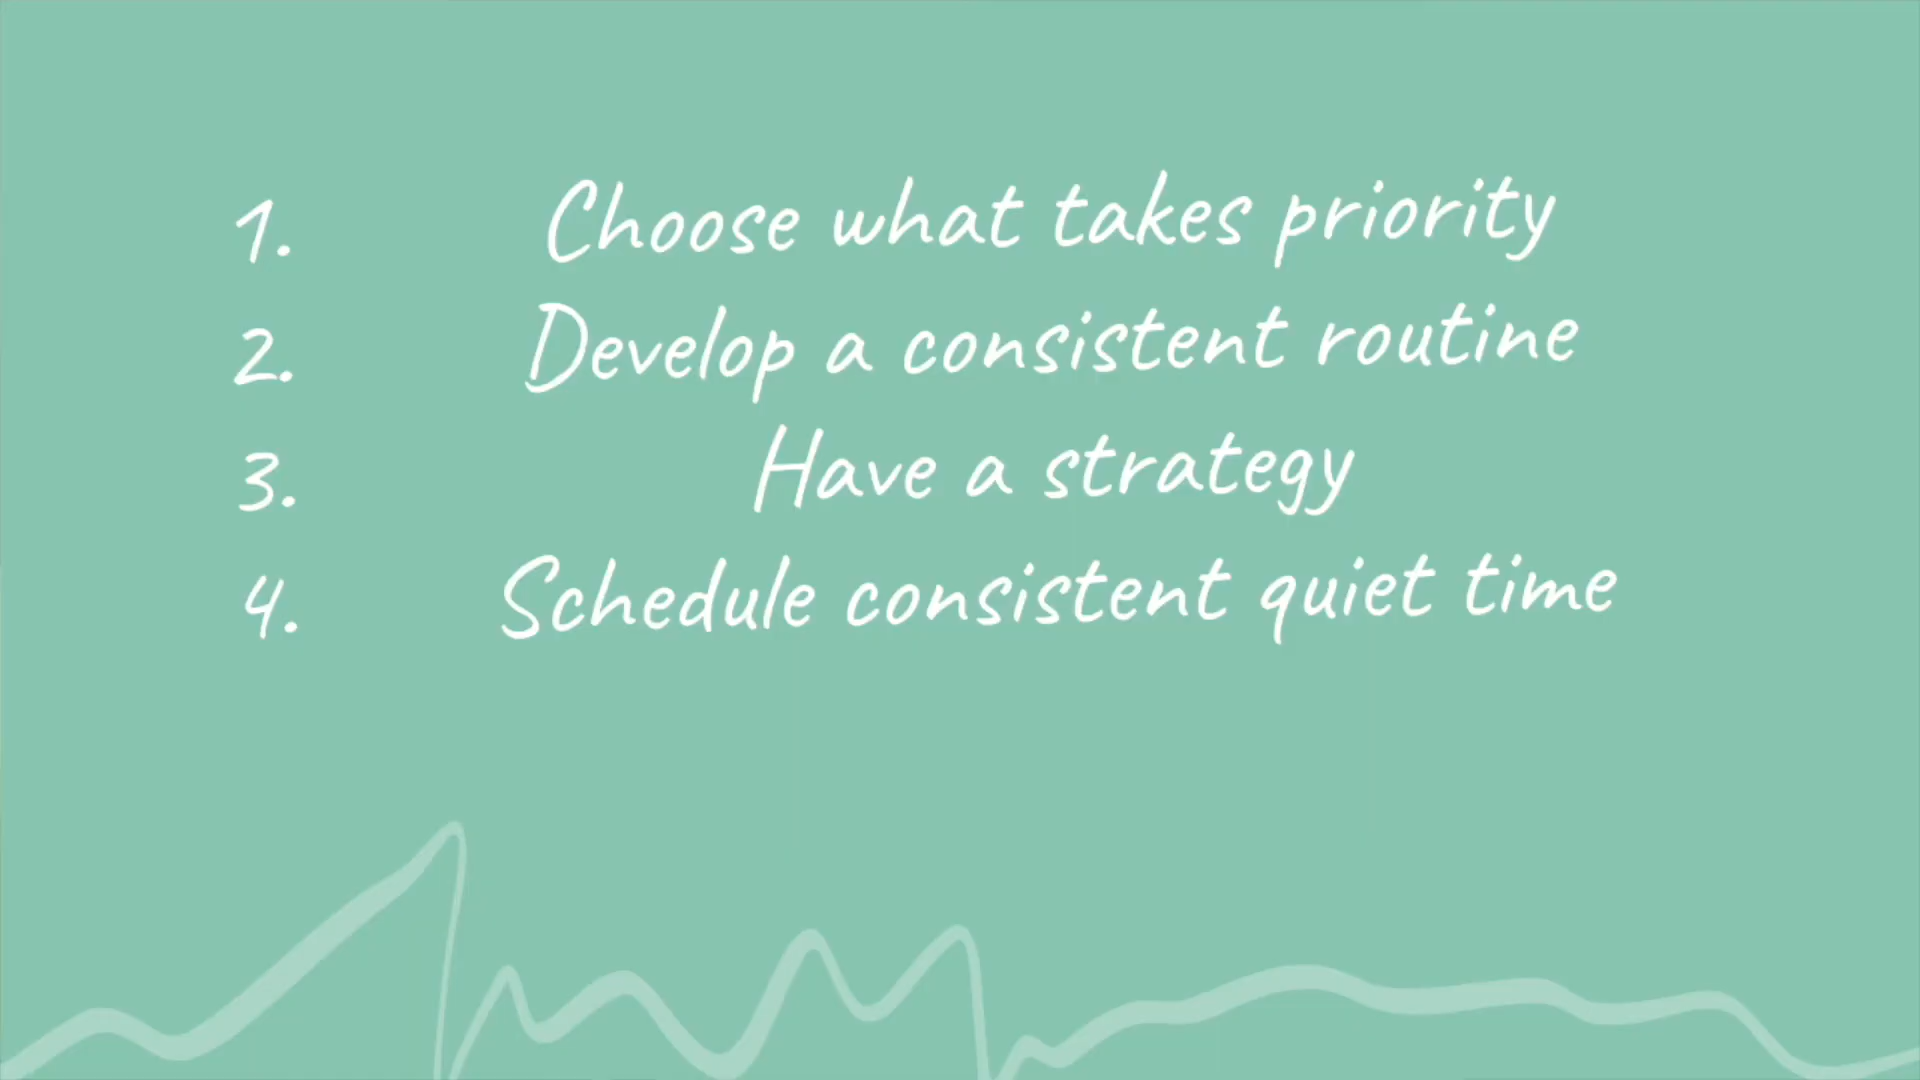 1. Choose what takes priority
2. Develop a consistent routine
3. Have a strategy
4. Schedule consistent quiet time